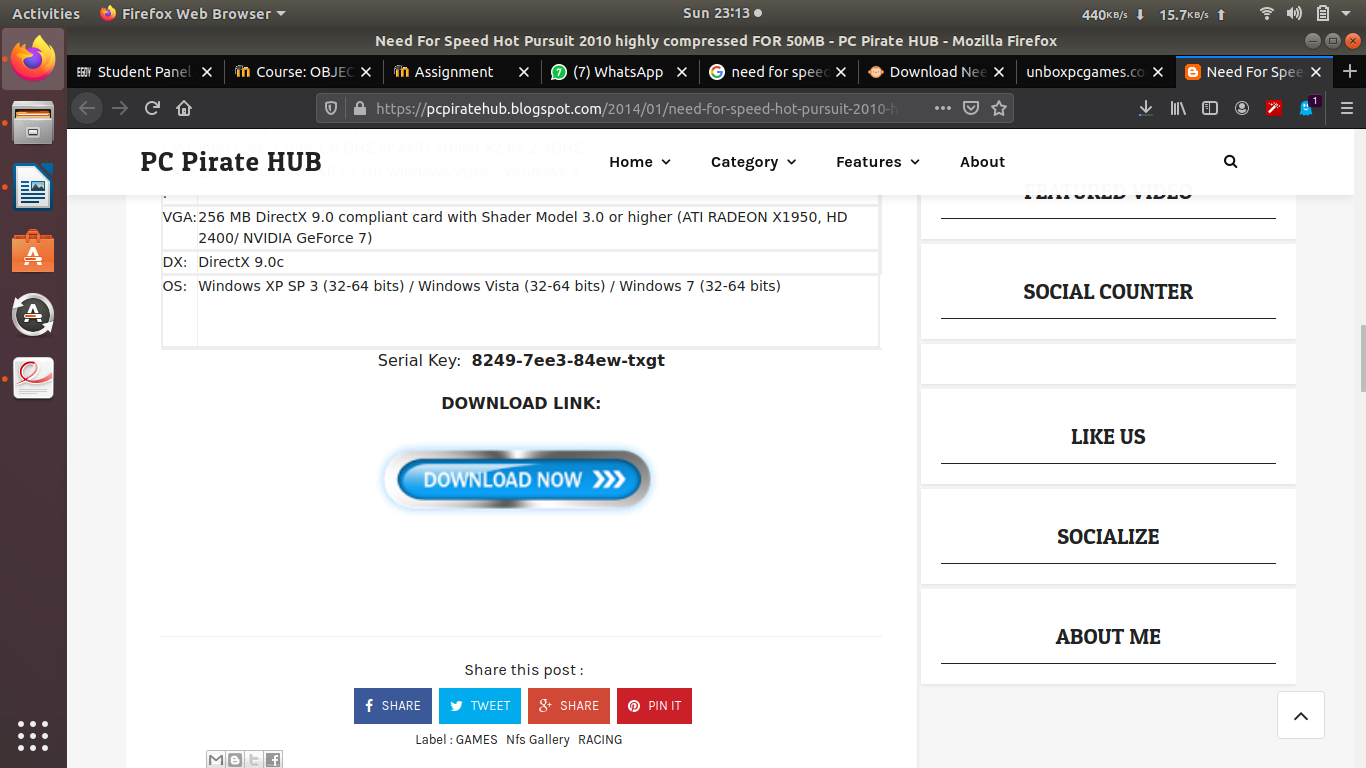 Activities
Firefox Web Browser
Sun 23:13
440KB/s
15.7KB/s
Need For Speed Hot Pursuit 2010 highly compressed FOR 50MB - PC Pirate HUB - Mozilla Firefox
Student Panel
Course: OBJEC
Assignment
(7) WhatsApp
need for speed
Download Nee
unboxpcgames.co
Need For Spee
https://pcpiratehub.blogspot.com/2014/01/need-for-speed-hot-pursuit-2010-h
1
PC Pirate HUB
Home
Category
Features
About
FEATURED VIDEO
VGA: 256 MB DirectX 9.0 compliant card with Shader Model 3.0 or higher (ATI RADEON X1950, HD
2400/ NVIDIA GeForce 7)
DX: DirectX 9.0c
OS: Windows XP SP 3 (32-64 bits) / Windows Vista (32-64 bits) / Windows 7 (32-64 bits)
SOCIAL COUNTER
Serial Key: 8249-7ee3-84ew-txgt
DOWNLOAD LINK:
LIKE US
DOWNLOAD NOW
SOCIALIZE
ABOUT ME
Share this post :
SHARE
TWEET
SHARE
PIN IT
Label : GAMES Nfs Gallery RACING